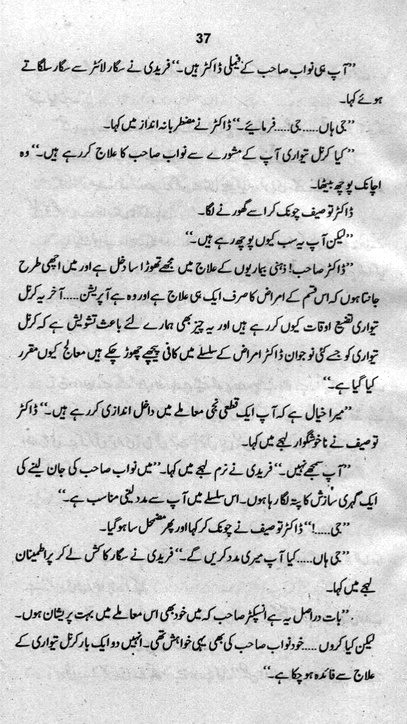 37
’’آپ ہی نواب صاحب کے فیملی ڈاکٹر ہیں۔‘‘ فریدی نے سگار لائٹر سے سگار سلگاتے
ہوئے کہا۔
’’جی ہاں.....جی....فرمائیے۔‘‘ ڈاکٹر نے مضطربانہ انداز میں کہا۔
’’کیا کرنل تیواری آپ کے مشورے سے نواب صاحب کا علاج کررہے ہیں۔‘‘ وہ
اچانک پوچھ بیٹھا۔
ڈاکٹر توصیف چونک کر اسے گھورنے لگا۔
’’لیکن آپ یہ سب کیوں پوچھ رہے ہیں۔‘‘
’’ڈاکٹر صاحب! ذہنی بیماریوں کے علاج میں مجھے تھوڑا سا دخل ہے اور میں اچھی طرح
جانتا ہوں کہ اس قسم کے امراض کا صرف ایک ہی علاج ہے اور وہ ہے آپریشن.....آخر یہ کرنل
تیواری تضیع اوقات کیوں کررہے ہیں اور یہ چیز بھی ہمارے لئے باعث تشویش ہے کہ کرنل
تیواری کو جسے کئی نوجوان ڈاکٹر امراض کے سلسلے میں کافی پیچھے چھوڑ چکے ہیں معالج کیوں مقرر
کیا گیا ہے۔‘‘
’’میرا خیال ہے کہ آپ ایک قطعی نجی معاملے میں داخل اندازی کررہے ہیں۔‘‘ ڈاکٹر
توصیف نے ناخوشگوار لہجے میں کہا۔
’’آپ سمجھے نہیں۔‘‘ فریدی نے نرم لہجے میں کہا۔ ’’میں نواب صاحب کی جان لینے کی
ایک گہری سازش کا پتہ لگا رہا ہوں۔ اس سلسلے میں آپ سے مدد لینی مناسب ہے۔‘‘
’’جی.....!‘‘ ڈاکٹر توصیف نے چونک کر کہا اور پھر مضمحل سا ہوگیا۔
’’جی ہاں.....کیا آپ میری مدد کریں گے۔‘‘ فریدی نے سگار کا کش لے کر پر اطمینان
لہجے میں کہا۔
’’بات دراصل یہ ہے انسپکٹر صاحب کہ میں خود بھی اس معاملے میں بہت پریشان ہوں۔
لیکن کیا کروں.....خود نواب صاحب کی بھی یہی خواہش تھی۔ انہیں دو ایک بار کرنل تیواری کے
علاج سے فائدہ ہوچکا ہے۔‘‘